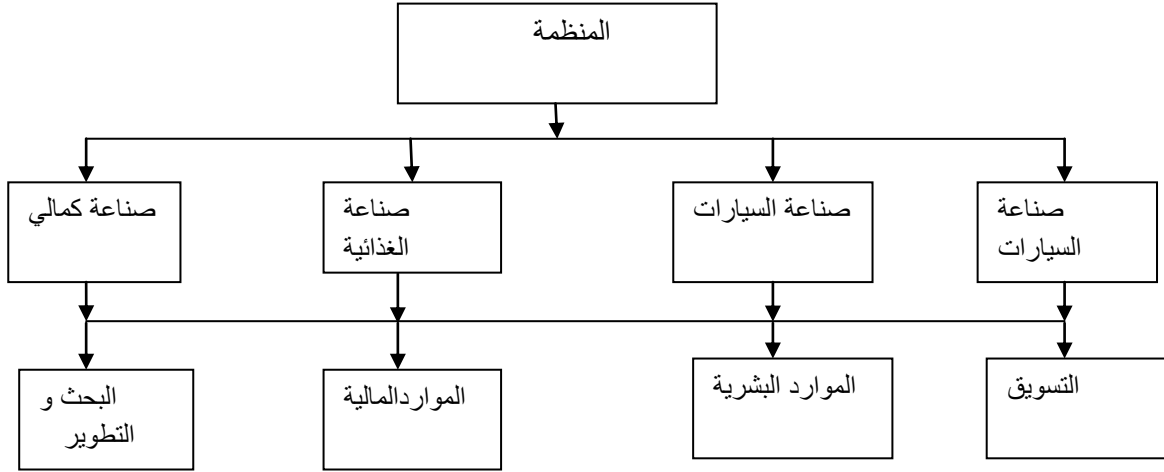 المنظمة
صناعة
السيارات
صناعة السيارات
صناعة
الغذائية
صناعة كمالي
التسويق
الموارد البشرية
المواردالمالية
البحث و
التطوير